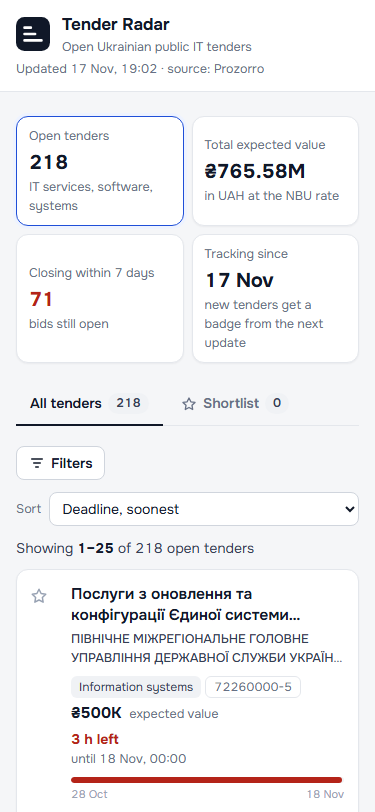 Tender Radar
Open Ukrainian public IT tenders
Updated 17 Nov, 19:02 · source: Prozorro
Open tenders
218
IT services, software,
systems
Total expected value
₴765.58M
in UAH at the NBU rate
Closing within 7 days
71
bids still open
Tracking since
17 Nov
new tenders get a
badge from the next
update
All tenders 218
Shortlist 0
Filters
Sort Deadline, soonest
Showing 1–25 of 218 open tenders
Послуги з оновлення та
конфігурації Єдиної системи...
ПІВНІЧНЕ МІЖРЕГІОНАЛЬНЕ ГОЛОВНЕ
УПРАВЛІННЯ ДЕРЖАВНОЇ СЛУЖБИ УКРАЇН...
Information systems 72260000-5
₴500K expected value
3 h left
until 18 Nov, 00:00
28 Oct 18 Nov